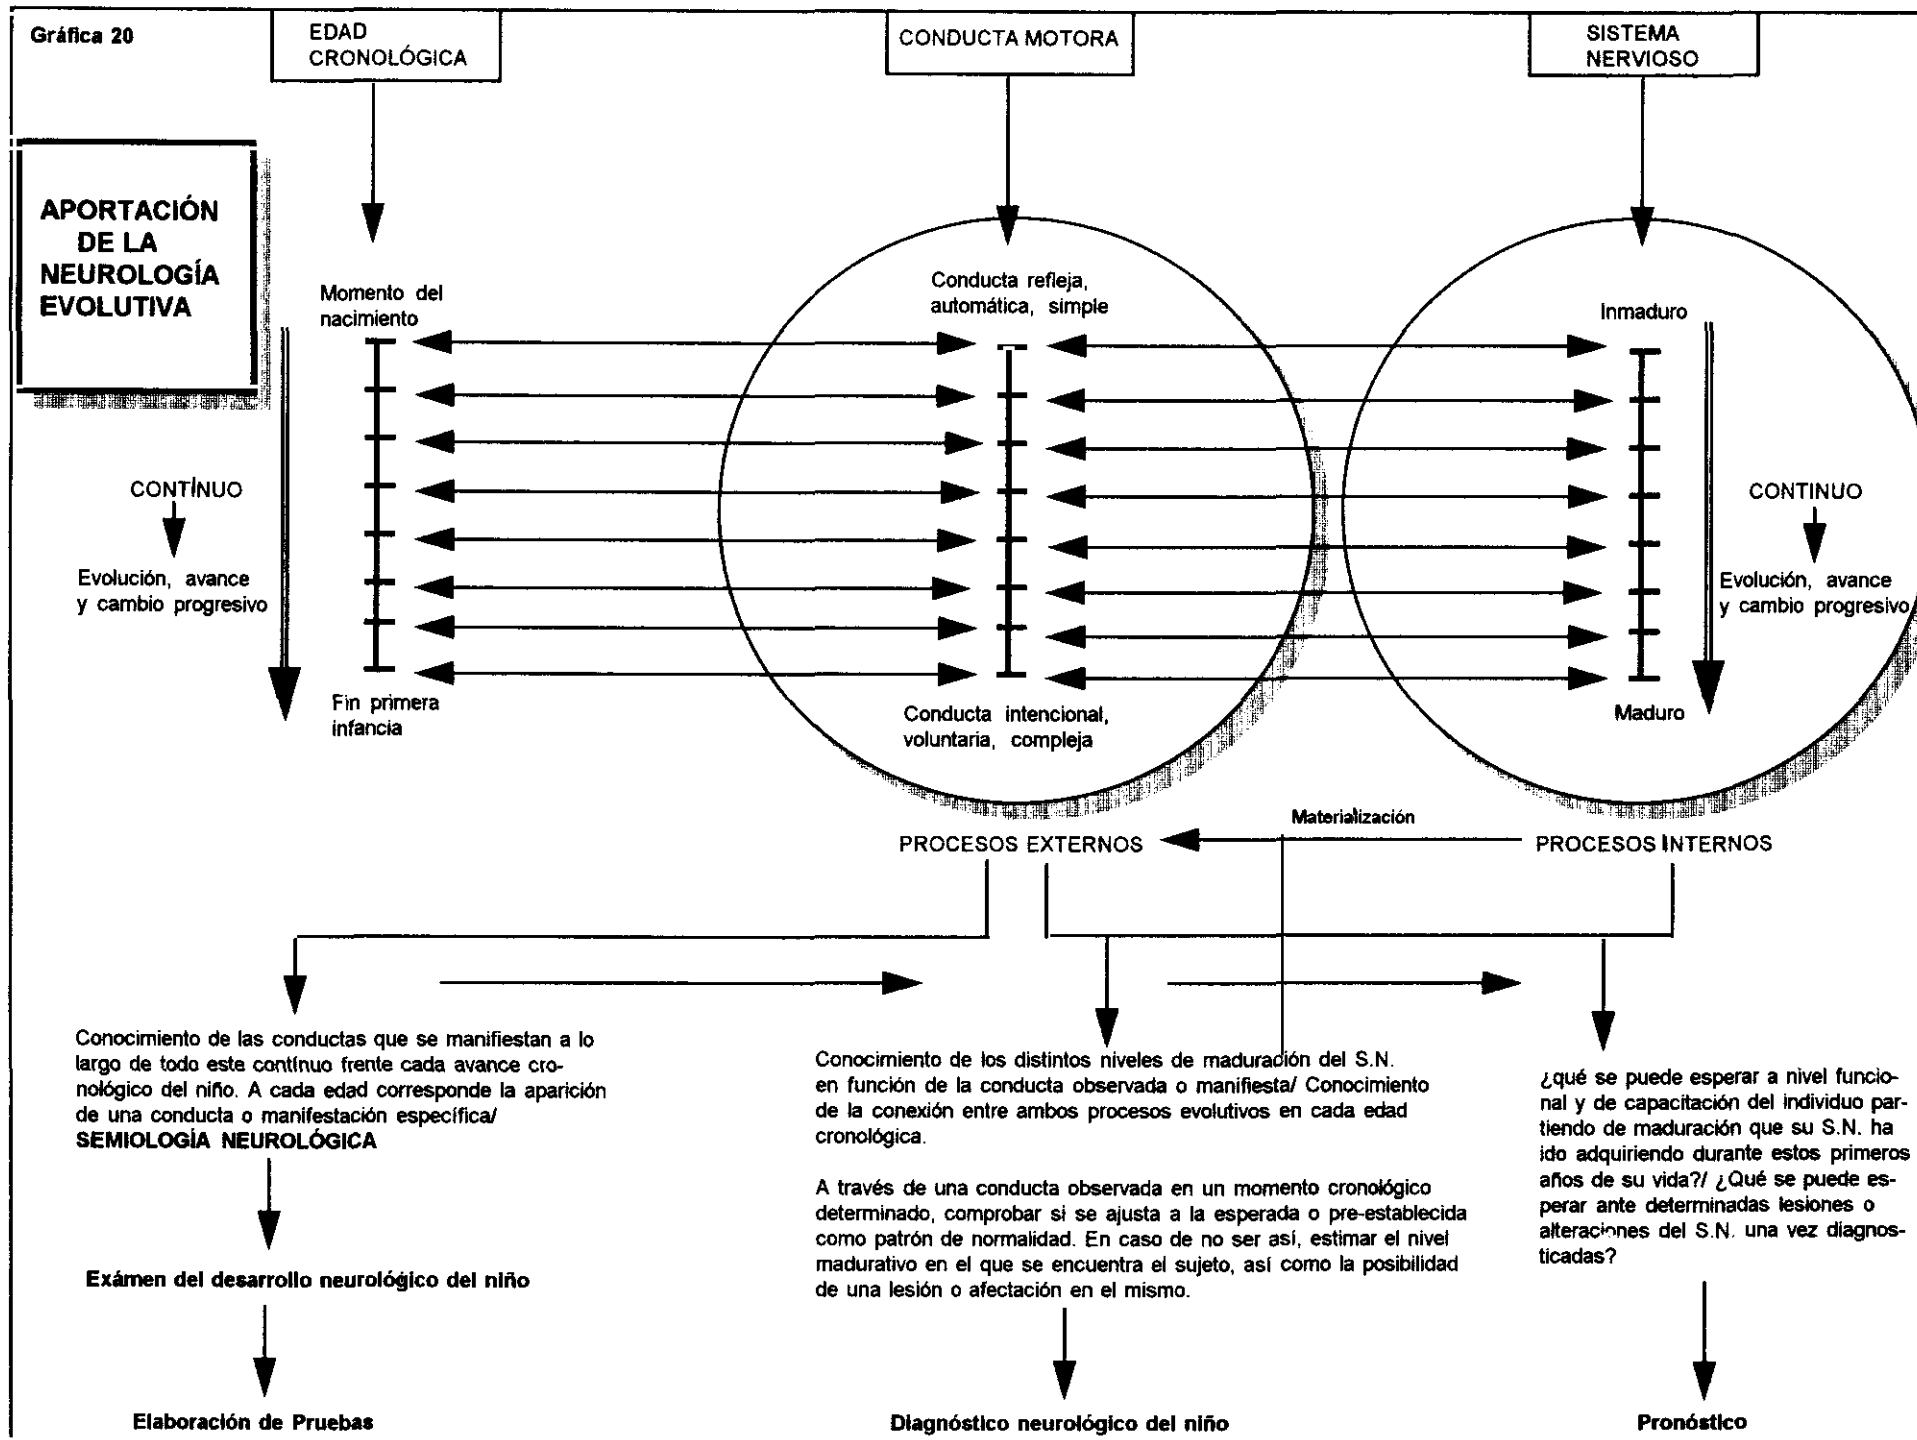 Gráfica 20
EDAD
CRONOLÓGICA
CONDUCTA MOTORA
SISTEMA
NERVIOSO
APORTACIÓN
DE LA
NEUROLOGÍA
EVOLUTIVA
Momento del
nacimiento
Conducta refleja,
automática, simple
Inmaduro
CONTÍNUO
Evolución, avance
y cambio progresivo
CONTINUO
Evolución, avance
y cambio progresivo
Fin primera
infancia
Conducta intencional,
voluntaria, compleja
Maduro
Materialización
PROCESOS EXTERNOS
PROCESOS INTERNOS
Conocimiento de las conductas que se manifiestan a lo
largo de todo este contínuo frente cada avance cro-
nológico del niño. A cada edad corresponde la aparición
de una conducta o manifestación específica/
SEMIOLOGÍA NEUROLÓGICA
Exámen del desarrollo neurológico del niño
Elaboración de Pruebas
Conocimiento de los distintos niveles de maduración del S.N.
en función de la conducta observada o manifiesta/ Conocimiento
de la conexión entre ambos procesos evolutivos en cada edad
cronológica.
A través de una conducta observada en un momento cronológico
determinado, comprobar si se ajusta a la esperada o pre-establecida
como patrón de normalidad. En caso de no ser así, estimar el nivel
madurativo en el que se encuentra el sujeto, así como la posibilidad
de una lesión o afectación en el mismo.
Diagnóstico neurológico del niño
¿qué se puede esperar a nivel funcio-
nal y de capacitación del individuo par-
tiendo de maduración que su S.N. ha
ido adquiriendo durante estos primeros
años de su vida?/ ¿Qué se puede es-
perar ante determinadas lesiones o
alteraciones del S.N. una vez diagnos-
ticadas?
Pronóstico